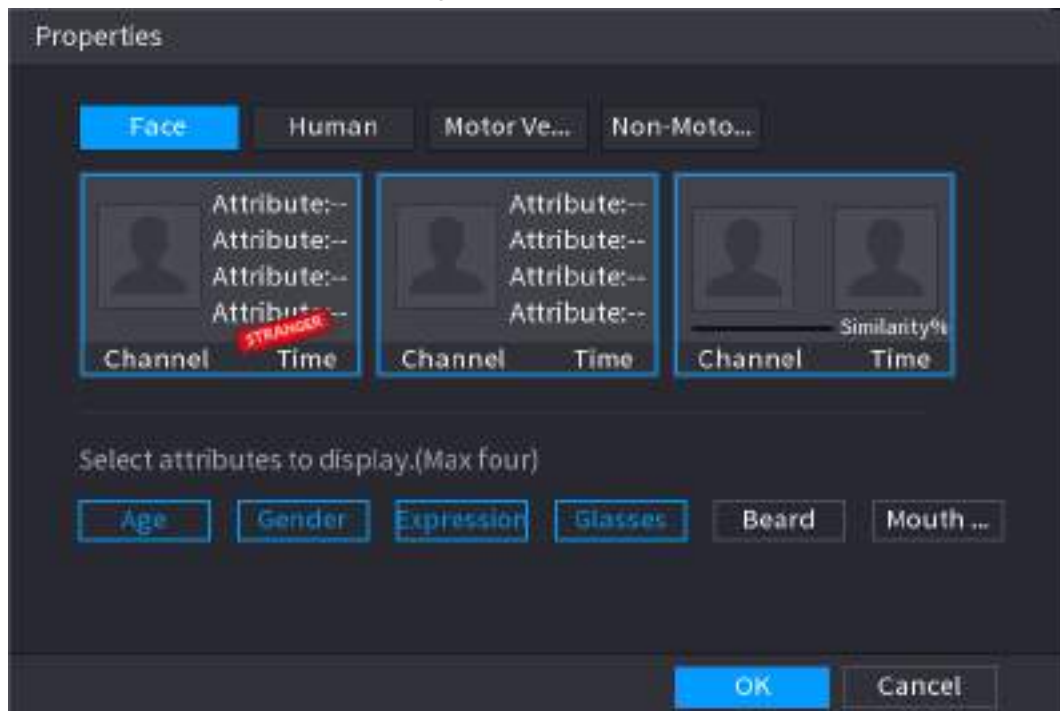 Properties
Face Human Motor Ve... Non-Moto...
Attribute:-- Attribute:--
Attribute:-- Attribute:--
Attribute:-- Attribute:--
Attribute:-- Attribute:--
STRANGER Similarity%
Channel Time Channel Time Channel Time
Select attributes to display.(Max four)
Age Gender Expression Glasses Beard Mouth ...
OK Cancel